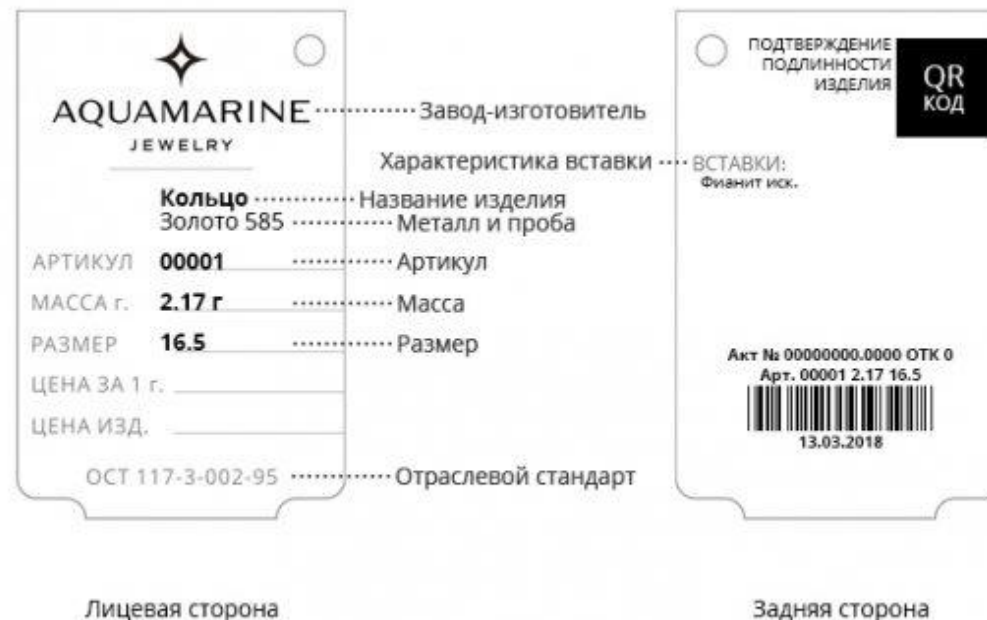 AQUAMARINE
JEWELRY
Завод-изготовитель
Кольцо
Название изделия
Золото 585
Металл и проба
АРТИКУЛ 00001
Артикул
МАССА г. 2.17 г
Масса
РАЗМЕР 16.5
Размер
ЦЕНА ЗА 1 г.
ЦЕНА ИЗД.
ОСТ 117-3-002-95
Отраслевой стандарт
Лицевая сторона
ПОДТВЕРЖДЕНИЕ
ПОДЛИННОСТИ
ИЗДЕЛИЯ
QR
КОД
Характеристика вставки
ВСТАВКИ:
Фианит иск.
Акт № 00000000.0000 ОТК 0
Арт. 00001 2.17 16.5
13.03.2018
Задняя сторона